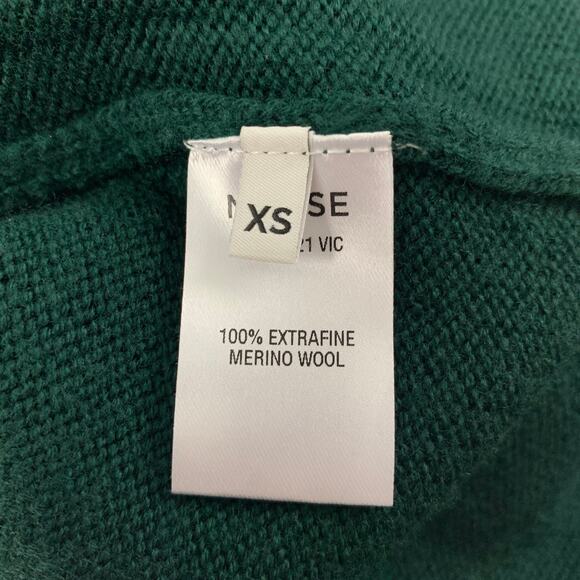 XS
VIC
100% EXTRAFINE
MERINO WOOL